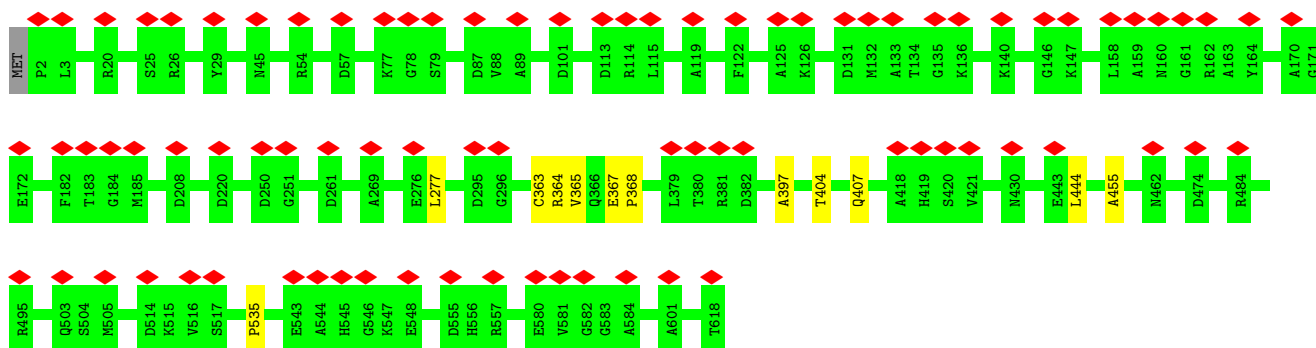 MET P2 L3 R20 S25 R26 Y29 N45 R54 D57 K77 G78 S79 D87 V88 A89 D101 D113 R114 L115 A119 F122 A125 K126 D131 M132 A133 T134 G135 K136 K140 G146 K147 L158 A159 N160 G161 R162 A163 Y164 A170 G171
E172 F182 T183 G184 M185 D208 D220 D250 G251 D261 A269 E276 L277 D295 G296 C363 R364 V365 Q366 E367 P368 L379 T380 R381 D382 A397 T404 Q407 A418 H419 S420 V421 N430 E443 L444 A455 N462 D474 R484
R495 Q503 S504 M505 D514 K515 V516 S517 P535 E543 A544 H545 G546 K547 E548 D555 H556 R557 E580 V581 G582 G583 A584 A601 T618